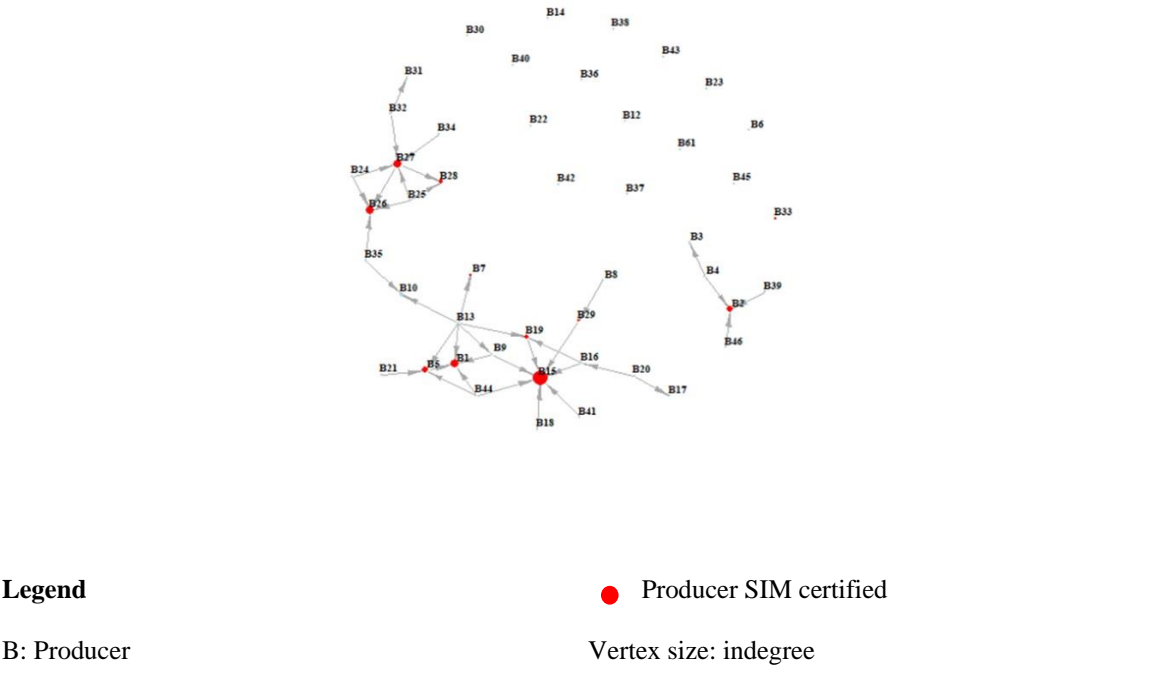 B14
B38
B30
B43
B40
B36
B31
B23
B32
B12
B22
B6
B34
B61
B27
B24
B28
B42
B45
B37
B25
B26
B33
B3
B35
B7
B4
B8
B39
B10
B2
B29
B13
B19
B46
B9
B16
B1
B5
B21
B20
B15
B44
B17
B41
B18
Legend
Producer SIM certified
B: Producer
Vertex size: indegree